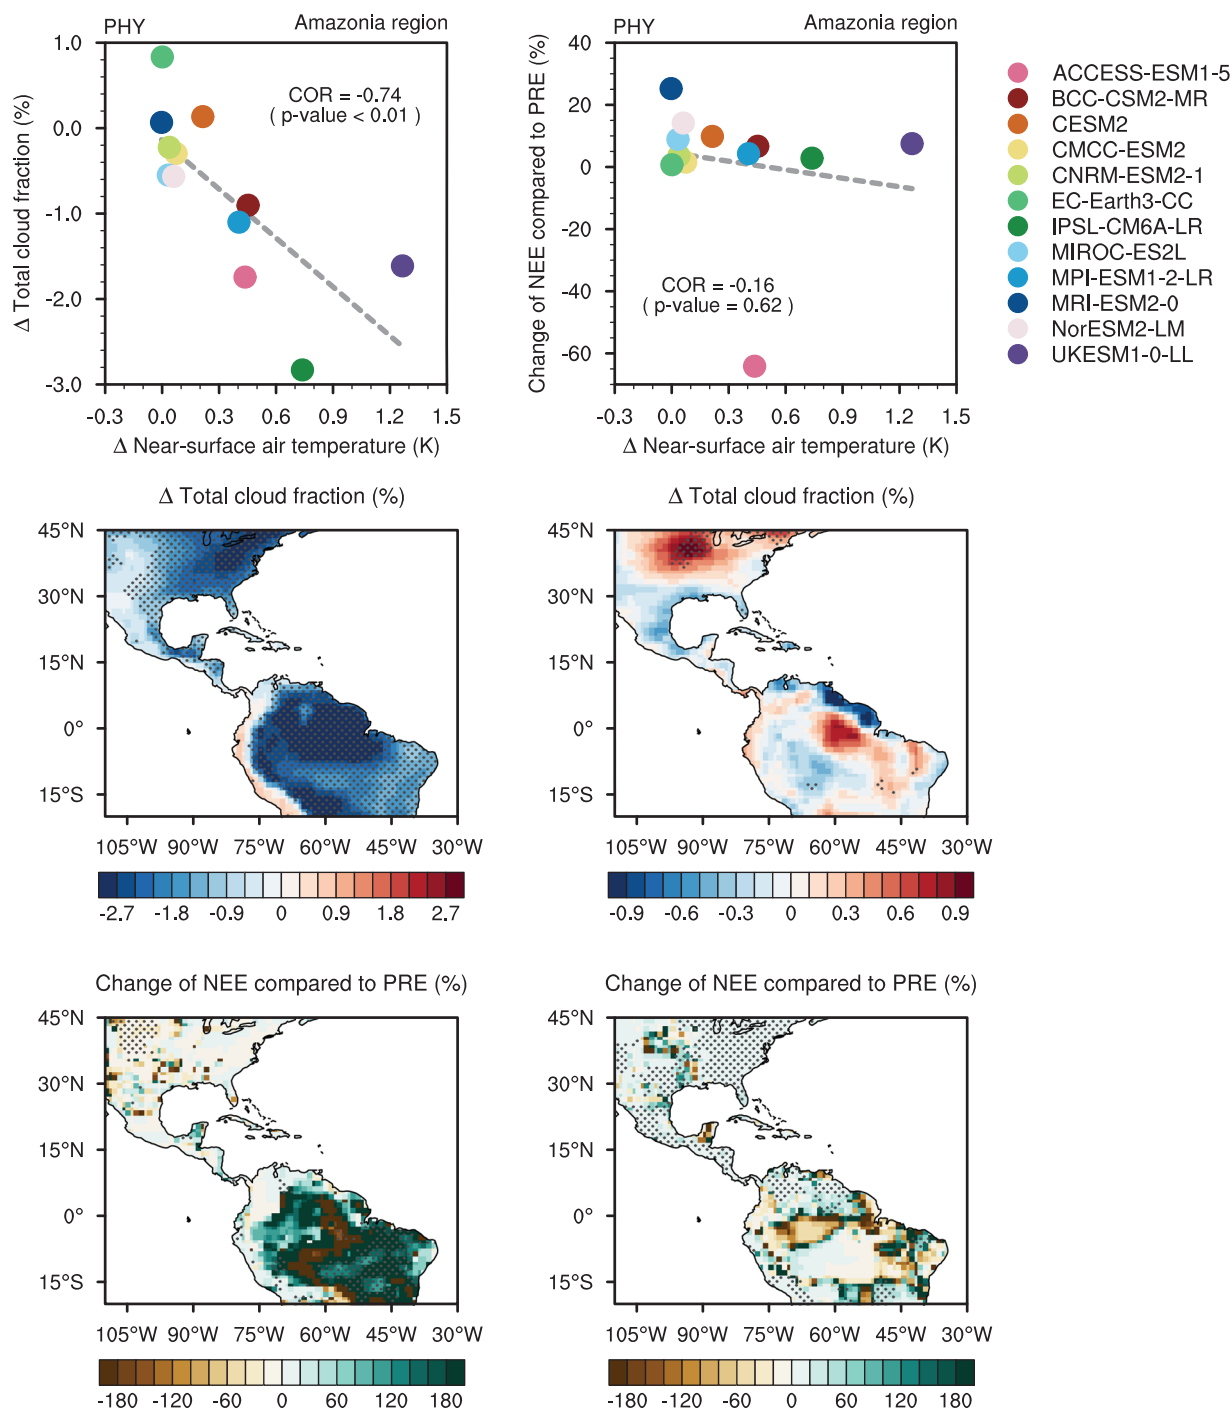 PHY Amazonia region
1.0
0.0
-1.0
-2.0
-3.0
Δ Total cloud fraction (%)
COR = -0.74
( p-value < 0.01 )
-0.3 0.0 0.3 0.6 0.9 1.2 1.5
Δ Near-surface air temperature (K)
PHY Amazonia region
40
20
0
-20
-40
-60
Change of NEE compared to PRE (%)
COR = -0.16
( p-value = 0.62 )
-0.3 0.0 0.3 0.6 0.9 1.2 1.5
Δ Near-surface air temperature (K)
ACCESS-ESM1-5
BCC-CSM2-MR
CESM2
CMCC-ESM2
CNRM-ESM2-1
EC-Earth3-CC
IPSL-CM6A-LR
MIROC-ES2L
MPI-ESM1-2-LR
MRI-ESM2-0
NorESM2-LM
UKESM1-0-LL
Δ Total cloud fraction (%)
45°N
30°N
15°N
0°
15°S
105°W 90°W 75°W 60°W 45°W 30°W
-2.7 -1.8 -0.9 0 0.9 1.8 2.7
Δ Total cloud fraction (%)
45°N
30°N
15°N
0°
15°S
105°W 90°W 75°W 60°W 45°W 30°W
-0.9 -0.6 -0.3 0 0.3 0.6 0.9
Change of NEE compared to PRE (%)
45°N
30°N
15°N
0°
15°S
105°W 90°W 75°W 60°W 45°W 30°W
-180 -120 -60 0 60 120 180
Change of NEE compared to PRE (%)
45°N
30°N
15°N
0°
15°S
105°W 90°W 75°W 60°W 45°W 30°W
-180 -120 -60 0 60 120 180